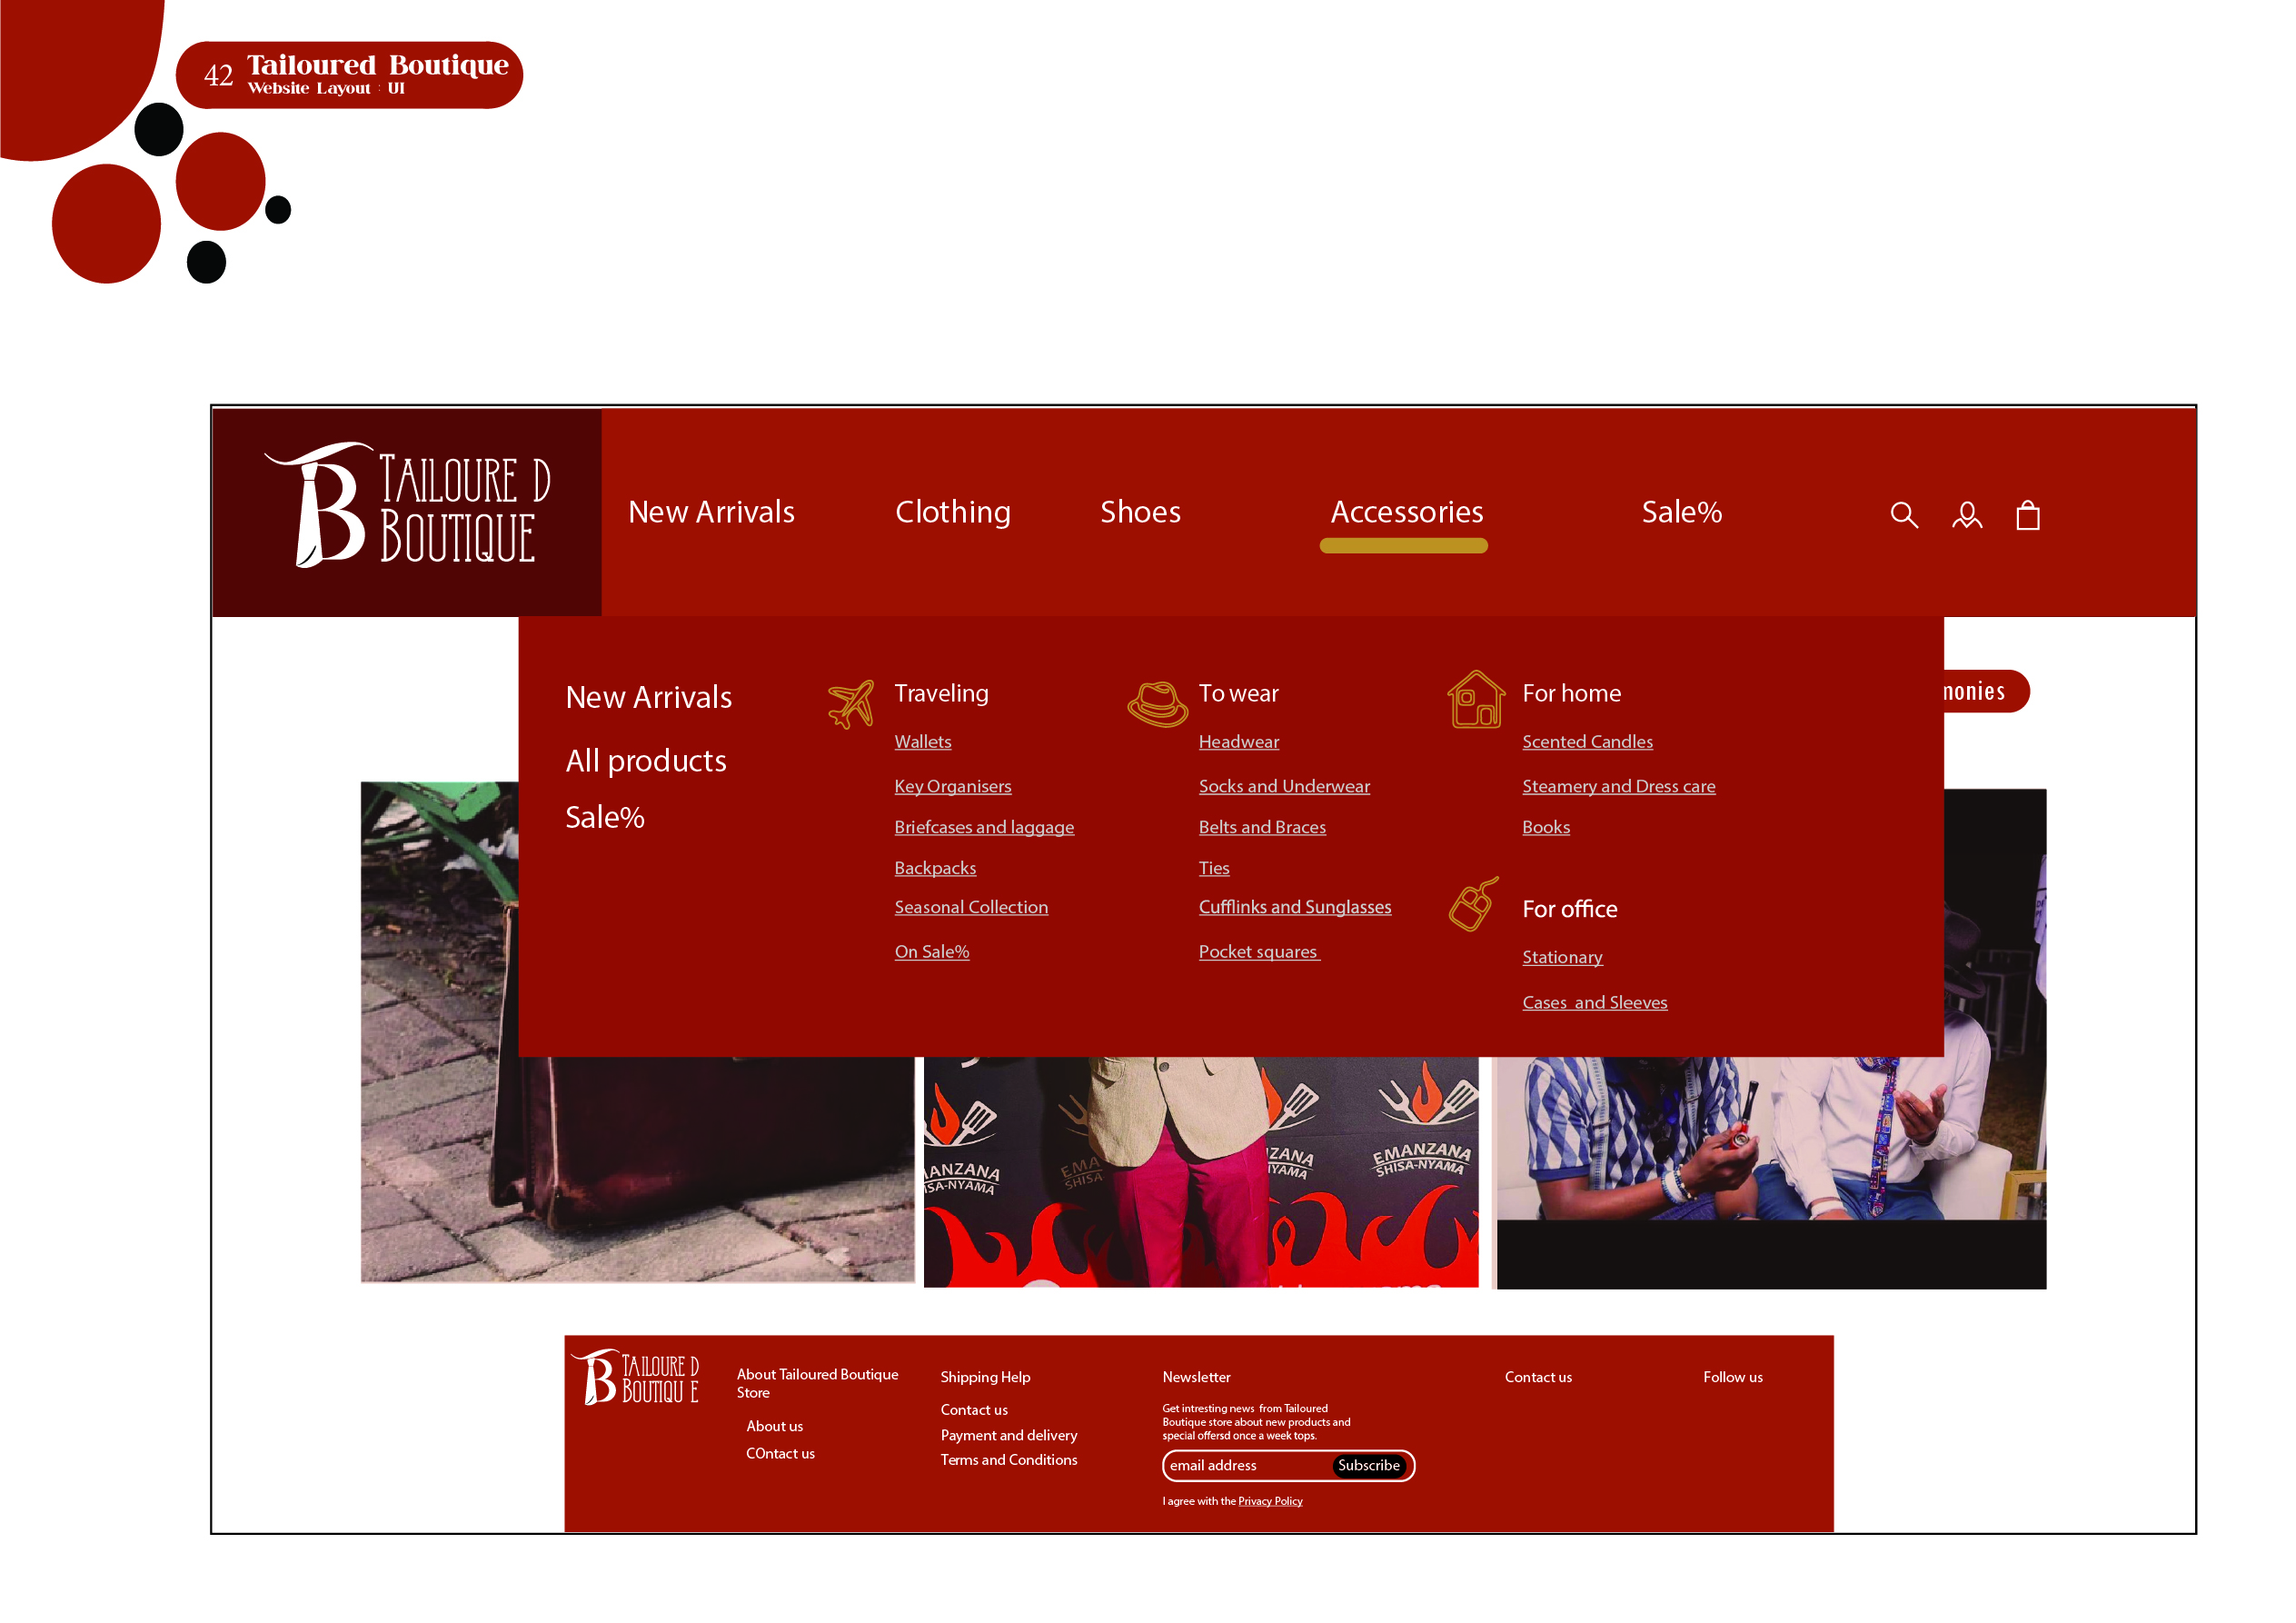 42 Tailoured Boutique
Website Layout : UI
TAILOURE D
BOUTIQUE
New Arrivals
Clothing
Shoes
Accessories
Sale%
monies
New Arrivals
All products
Sale%
Traveling
Wallets
Key Organisers
Briefcases and laggage
Backpacks
Seasonal Collection
On Sale%
To wear
Headwear
Socks and Underwear
Belts and Braces
Ties
Cufflinks and Sunglasses
Pocket squares
For home
Scented Candles
Steamery and Dress care
Books
For office
Stationary
Cases and Sleeves
ANZANA
ISA-NYAMA
EMA
SHISA
ZANA
NYAMA
EMANZANA
SHISA-NYAMA
TAILOURE D
BOUTIQU E
About Tailoured Boutique
Store
About us
COntact us
Shipping Help
Contact us
Payment and delivery
Terms and Conditions
Newsletter
Get intresting news from Tailoured
Boutique store about new products and
special offersd once a week tops.
email address
Subscribe
I agree with the Privacy Policy
Contact us
Follow us